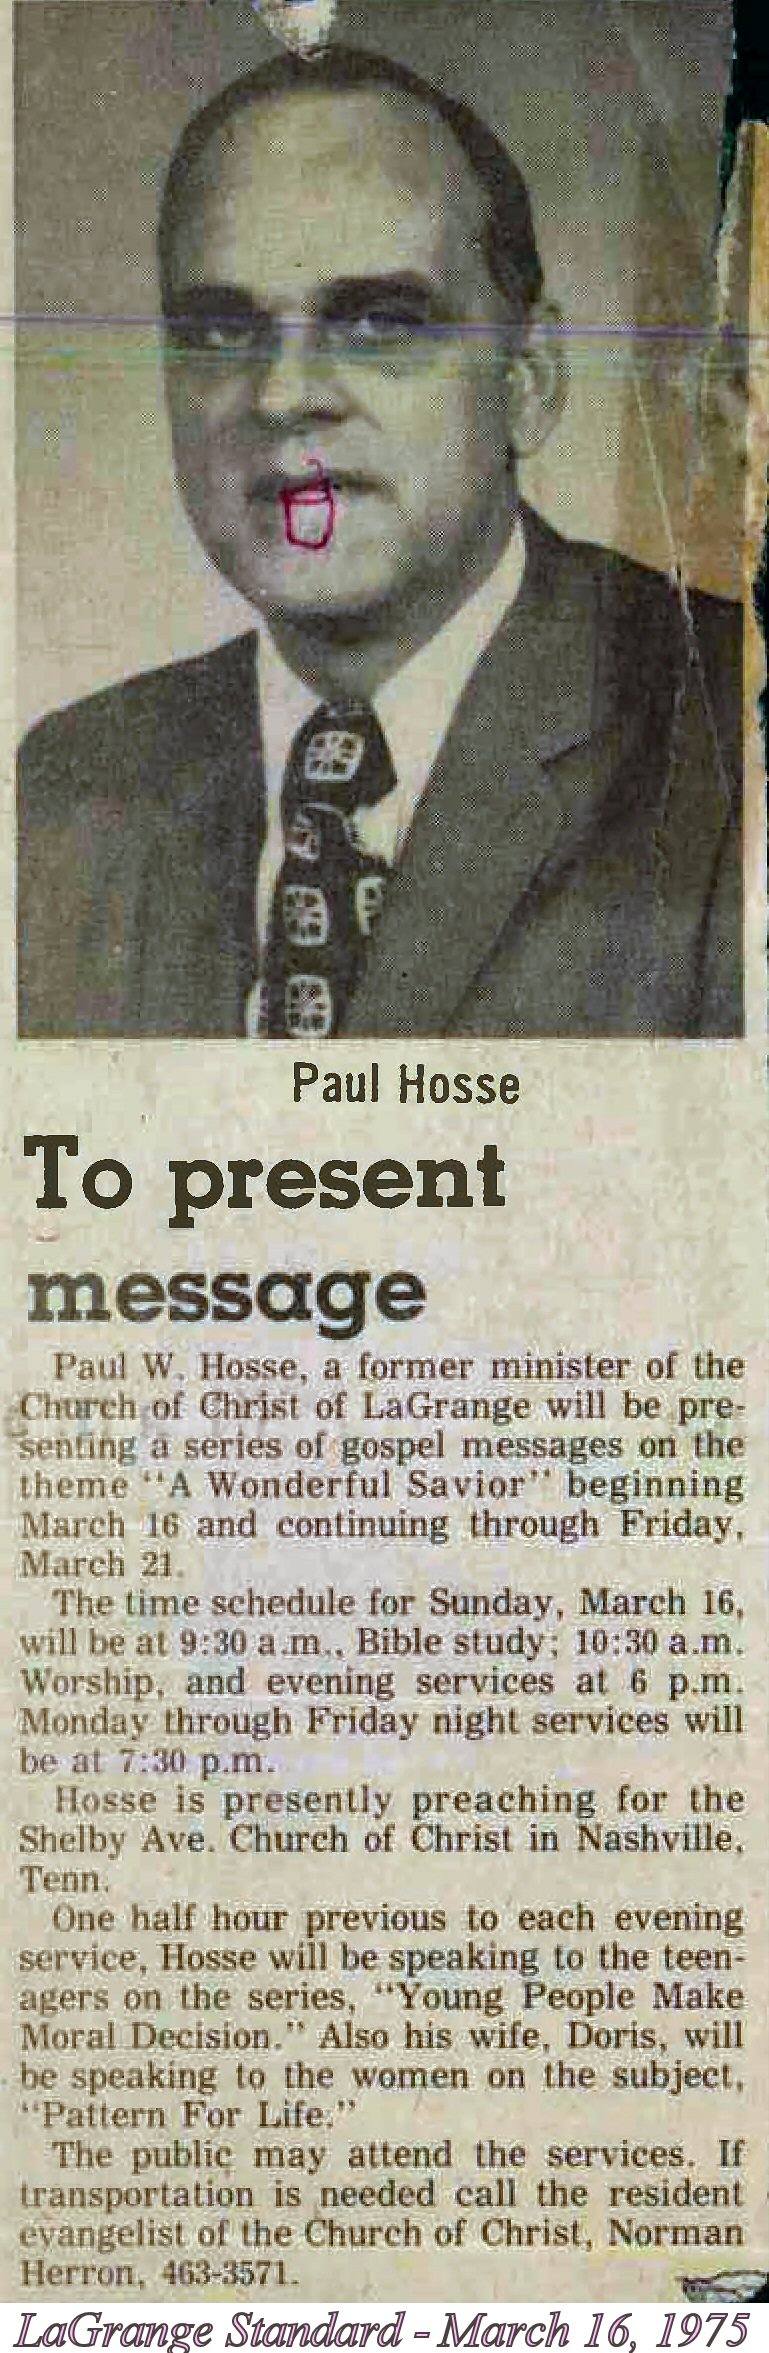 Paul Hosse
To present
message
Paul W. Hosse, a former minister of the
Church of Christ of LaGrange will be pre-
senting a series of gospel messages on the
theme "A Wonderful Savior" beginning
March 16 and continuing through Friday,
March 21.
The time schedule for Sunday, March 16,
will be at 9:30 a.m., Bible study; 10:30 a.m.
Worship, and evening services at 6 p.m.
Monday through Friday night services will
be at 7:30 p.m.
Hosse is presently preaching for the
Shelby Ave. Church of Christ in Nashville,
Tenn.
One half hour previous to each evening
service, Hosse will be speaking to the teen-
agers on the series, "Young People Make
Moral Decision." Also his wife, Doris, will
be speaking to the women on the subject,
"Pattern For Life."
The public may attend the services. If
transportation is needed call the resident
evangelist of the Church of Christ, Norman
Herron, 463-3571.
LaGrange Standard - March 16, 1975